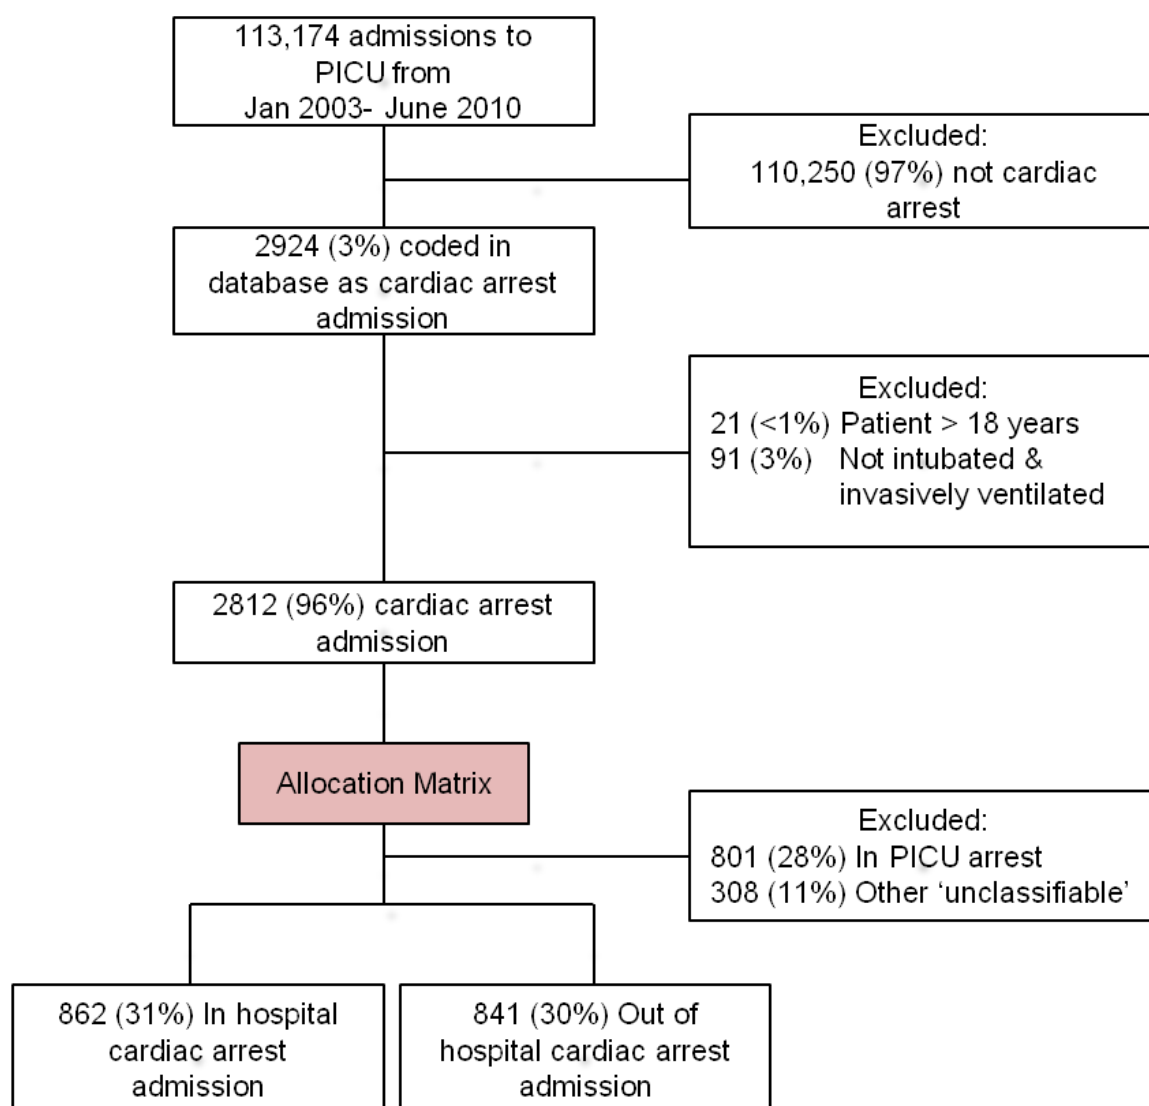 113,174 admissions to
PICU from
Jan 2003- June 2010
Excluded:
110,250 (97%) not cardiac
arrest
2924 (3%) coded in
database as cardiac arrest
admission
Excluded:
21 (<1%) Patient > 18 years
91 (3%) Not intubated &
invasively ventilated
2812 (96%) cardiac arrest
admission
Allocation Matrix
Excluded:
801 (28%) In PICU arrest
308 (11%) Other ‘unclassifiable’
862 (31%) In hospital
cardiac arrest
admission
841 (30%) Out of
hospital cardiac arrest
admission